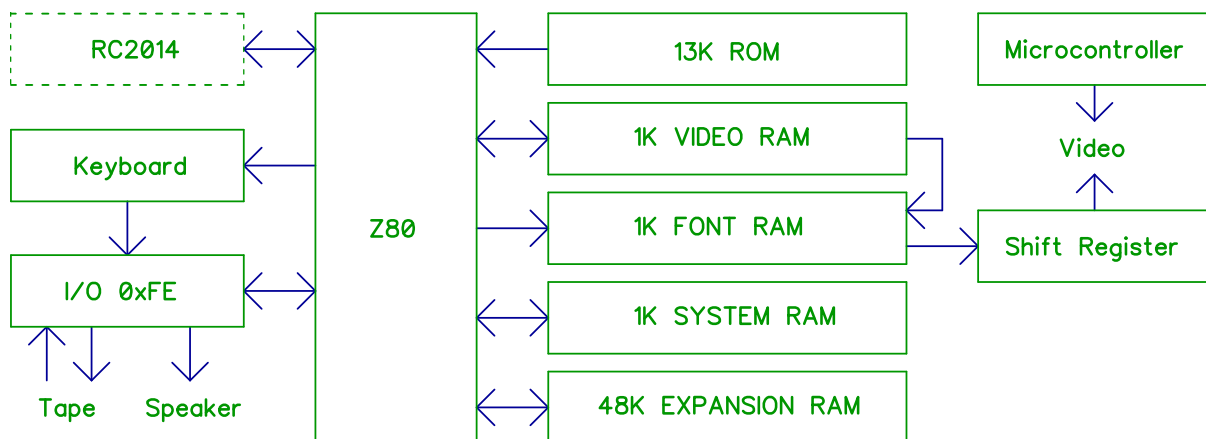 RC2014
13K ROM
Microcontroller
1K VIDEO RAM
Video
Keyboard
Z80
1K FONT RAM
Shift Register
I/O 0xFE
1K SYSTEM RAM
Tape
Speaker
48K EXPANSION RAM